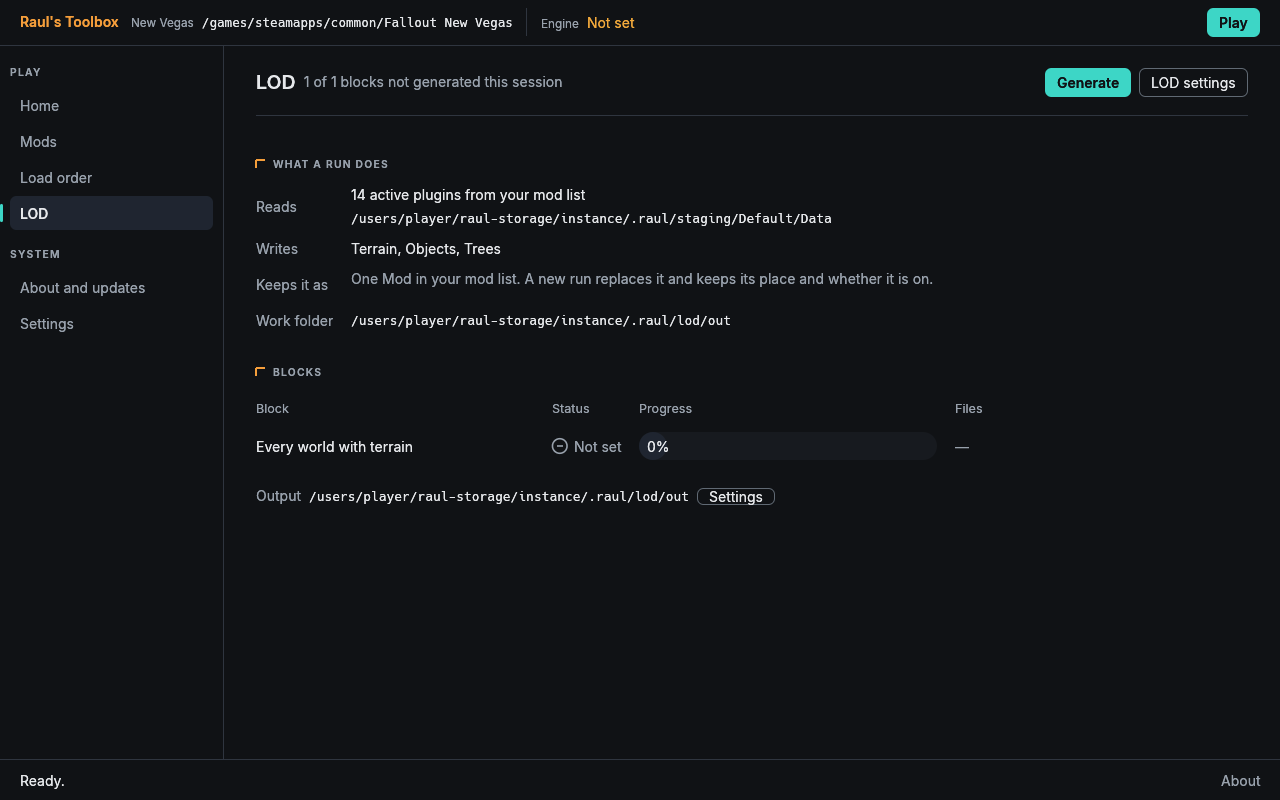 Raul's Toolbox New Vegas /games/steamapps/common/Fallout New Vegas Engine Not set Play
PLAY
Home
Mods
Load order
LOD
SYSTEM
About and updates
Settings
LOD 1 of 1 blocks not generated this session Generate LOD settings
WHAT A RUN DOES
Reads 14 active plugins from your mod list
/users/player/raul-storage/instance/.raul/staging/Default/Data
Writes Terrain, Objects, Trees
Keeps it as One Mod in your mod list. A new run replaces it and keeps its place and whether it is on.
Work folder /users/player/raul-storage/instance/.raul/lod/out
BLOCKS
Block Status Progress Files
Every world with terrain Not set 0% —
Output /users/player/raul-storage/instance/.raul/lod/out Settings
Ready. About